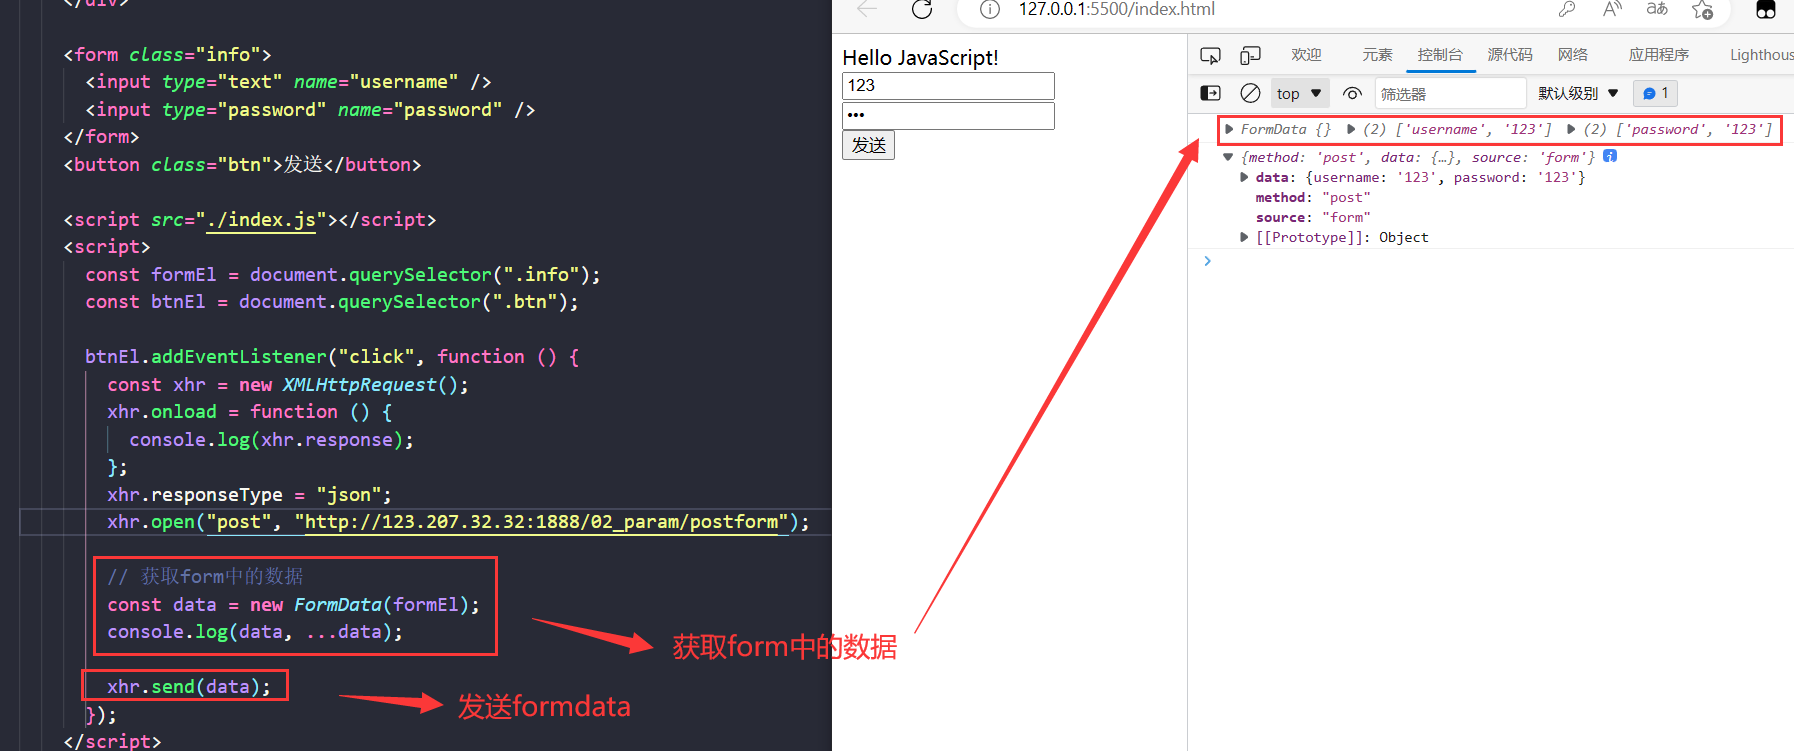 </div>
<form class="info">
<input type="text" name="username" />
<input type="password" name="password" />
</form>
<button class="btn">发送</button>
<script src="./index.js"></script>
<script>
const formEl = document.querySelector(".info");
const btnEl = document.querySelector(".btn");
btnEl.addEventListener("click", function () {
const xhr = new XMLHttpRequest();
xhr.onload = function () {
console.log(xhr.response);
};
xhr.responseType = "json";
xhr.open("post", "http://123.207.32.32:1888/02_param/postform");
// 获取form中的数据
const data = new FormData(formEl);
console.log(data, ...data);
获取form中的数据
xhr.send(data);
发送formdata
});
</script>
127.0.0.1:5500/index.html
Hello JavaScript!
123
•••
发送
欢迎 元素 控制台 源代码 网络 应用程序 Lighthous
top 筛选器 默认级别 1
FormData {} (2) ['username', '123'] (2) ['password', '123']
{method: 'post', data: {…}, source: 'form'}
data: {username: '123', password: '123'}
method: "post"
source: "form"
[[Prototype]]: Object